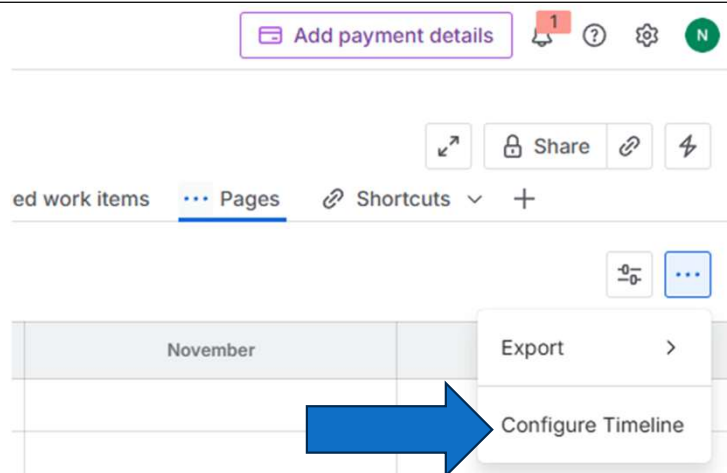 Add payment details 1 N
Share
ed work items Pages Shortcuts
November Export
Configure Timeline